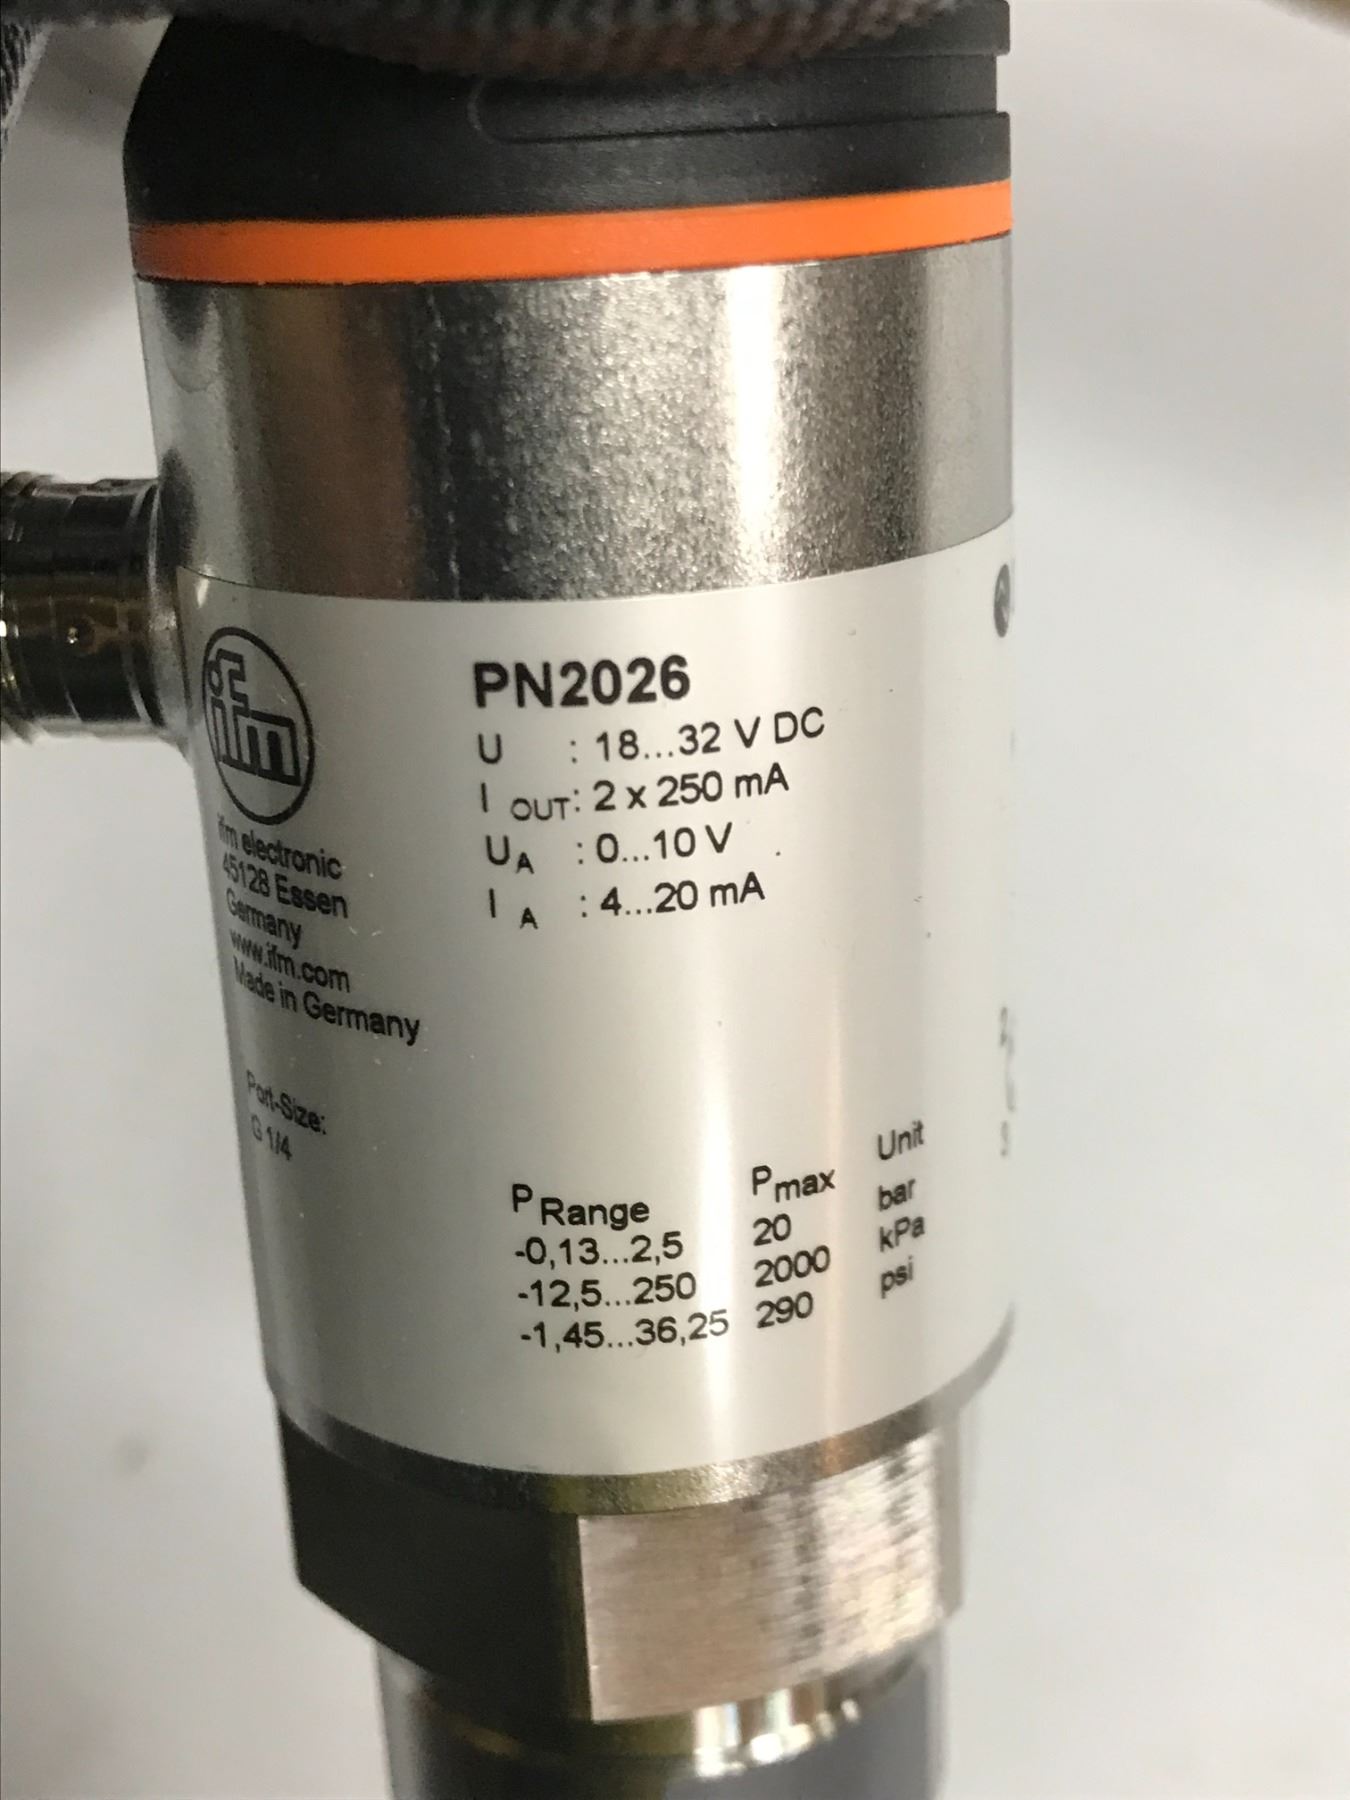 ifm
ifm electronic
45128 Essen
Germany
www.ifm.com
Made in Germany
Port-Size:
G 1/4
PN2026
U : 18...32 V DC
I OUT: 2 x 250 mA
UA : 0...10 V
I A : 4...20 mA
P Range Pmax Unit
-0,13...2,5 20 bar
-12,5...250 2000 kPa
-1,45...36,25 290 psi